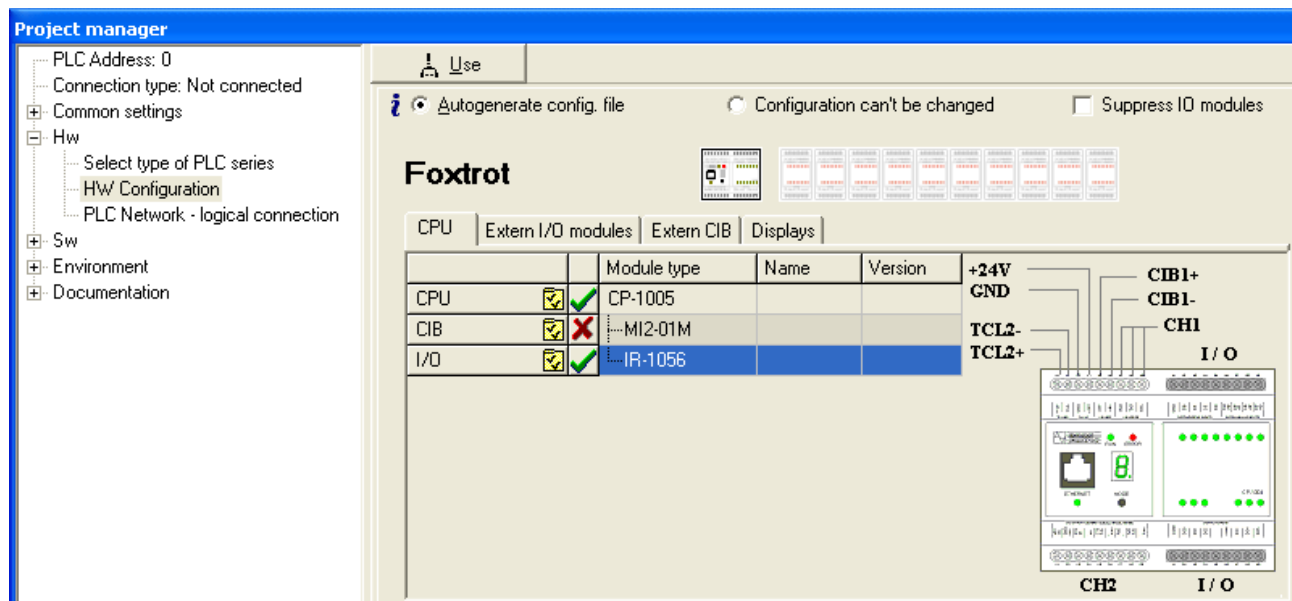 Project manager
PLC Address: 0
Connection type: Not connected
Common settings
Hw
Select type of PLC series
HW Configuration
PLC Network - logical connection
Sw
Environment
Documentation
Use
Autogenerate config. file
Configuration can't be changed
Suppress IO modules
Foxtrot
CPU
Extern I/O modules
Extern CIB
Displays
Module type
Name
Version
CPU
CP-1005
CIB
MI2-01M
I/O
IR-1056
+24V
GND
TCL2-
TCL2+
CIB1+
CIB1-
CH1
I / O
ETHERNET
MODE
CH2
I / O